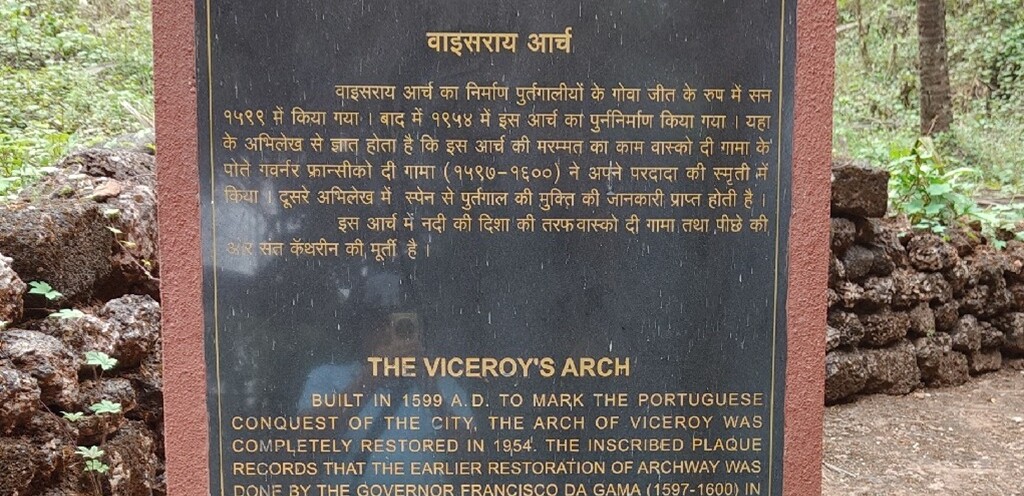 वाइसराय आर्च
वाइसराय आर्च का निर्माण पुर्तगालीयों के गोवा जीत के रुप में सन
१५९९ में किया गया । बाद में १९५४ में इस आर्च का पुर्ननिर्माण किया गया । यहा
के अभिलेख से ज्ञात होता है कि इस आर्च की मरम्मत का काम वास्को दी गामा के
पोते गवर्नर फ्रान्सीको दी गामा (१५९७-१६००) ने अपने परदादा की स्मृती में
किया । दूसरे अभिलेख में स्पेन से पुर्तगाल की मुक्ति की जानकारी प्राप्त होती है ।
इस आर्च में नदी की दिशा की तरफ वास्को दी गामा तथा पीछे की
ओर संत कॅथरीन की मूर्ती है ।
THE VICEROY'S ARCH
BUILT IN 1599 A.D. TO MARK THE PORTUGUESE
CONQUEST OF THE CITY, THE ARCH OF VICEROY WAS
COMPLETELY RESTORED IN 1954. THE INSCRIBED PLAQUE
RECORDS THAT THE EARLIER RESTORATION OF ARCHWAY WAS
DONE BY THE GOVERNOR FRANCISCO DA GAMA (1597-1600) IN